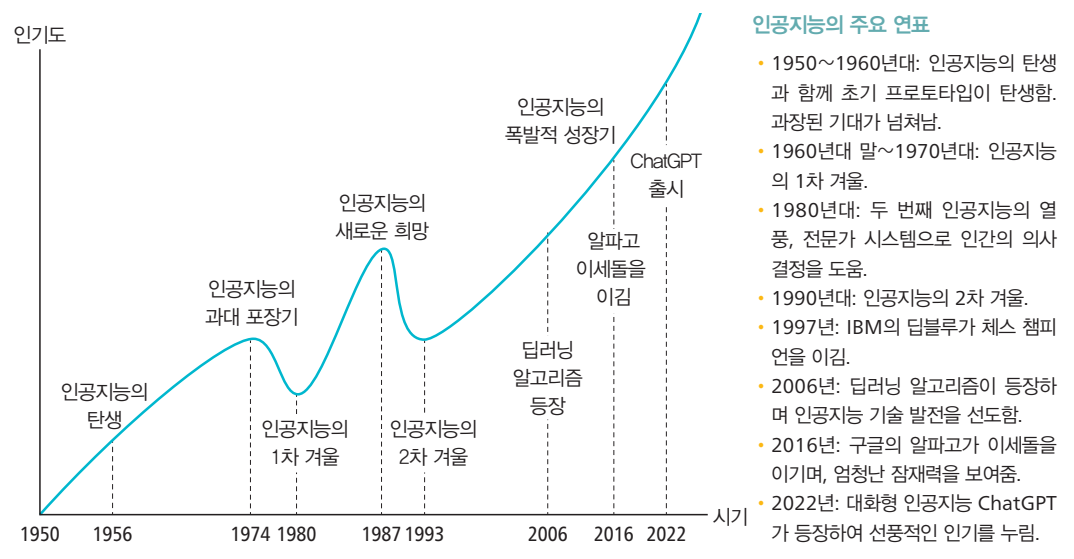 인기도
인공지능의
탄생
인공지능의
과대 포장기
인공지능의
1차 겨울
인공지능의
새로운 희망
인공지능의
2차 겨울
인공지능의
폭발적 성장기
딥러닝
알고리즘
등장
알파고
이세돌을
이김
ChatGPT
출시
시기
1950 1956 1974 1980 1987 1993 2006 2016 2022
인공지능의 주요 연표
• 1950～1960년대: 인공지능의 탄생
과 함께 초기 프로토타입이 탄생함.
과장된 기대가 넘쳐남.
• 1960년대 말～1970년대: 인공지능
의 1차 겨울.
• 1980년대: 두 번째 인공지능의 열
풍, 전문가 시스템으로 인간의 의사
결정을 도움.
• 1990년대: 인공지능의 2차 겨울.
• 1997년: IBM의 딥블루가 체스 챔피
언을 이김.
• 2006년: 딥러닝 알고리즘이 등장하
며 인공지능 기술 발전을 선도함.
• 2016년: 구글의 알파고가 이세돌을
이기며, 엄청난 잠재력을 보여줌.
• 2022년: 대화형 인공지능 ChatGPT
가 등장하여 선풍적인 인기를 누림.